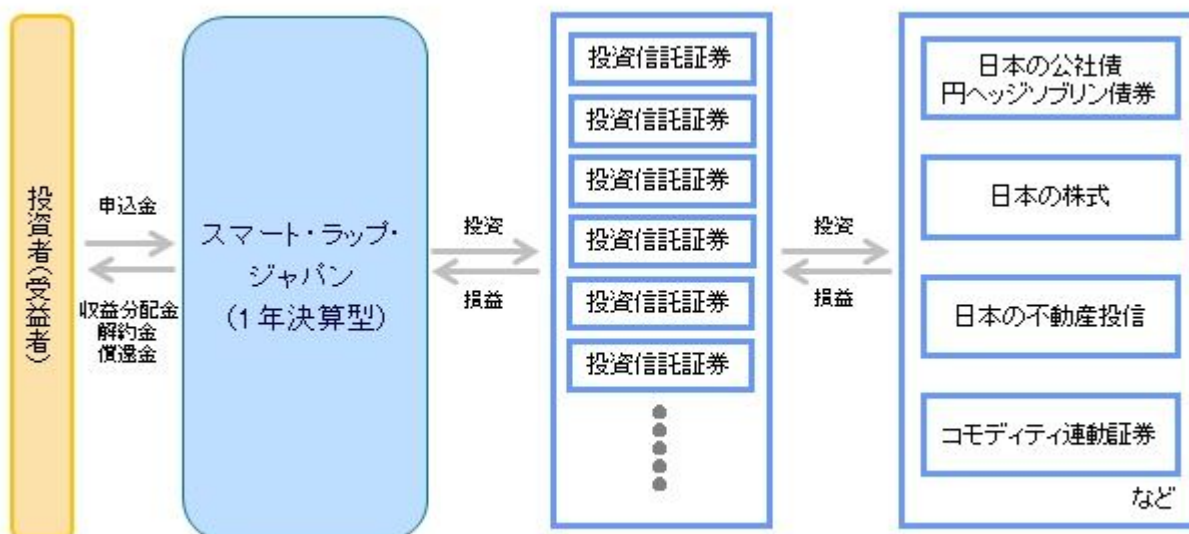 投資者(受益者)
申込金
収益分配金
解約金
償還金
スマート・ラップ・
ジャパン
(1年決算型)
投資
損益
投資信託証券
投資信託証券
投資信託証券
投資信託証券
投資信託証券
投資信託証券
投資
損益
日本の公社債
円ヘッジソブリン債券
日本の株式
日本の不動産投信
コモディティ連動証券
など